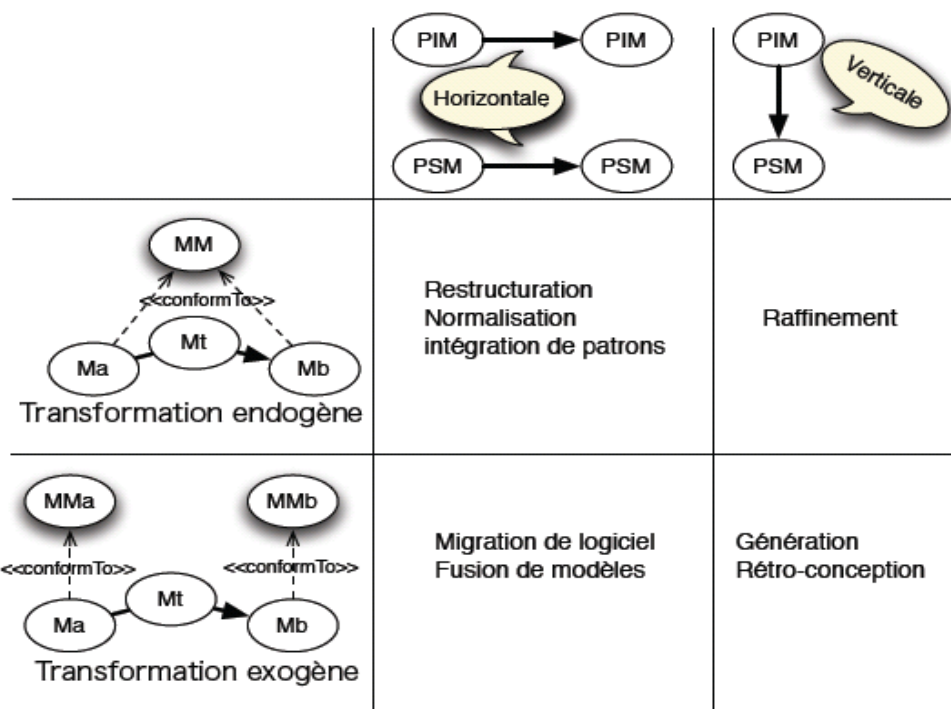 PIM PIM PIM
Horizontale
Verticale
PSM PSM PSM
MM
<<conformTo>>
Mt
Ma Mb
Transformation endogène
Restructuration
Normalisation
intégration de patrons
Raffinement
MMa MMb
<<conformTo>> <<conformTo>>
Mt
Ma Mb
Transformation exogène
Migration de logiciel
Fusion de modèles
Génération
Rétro-conception